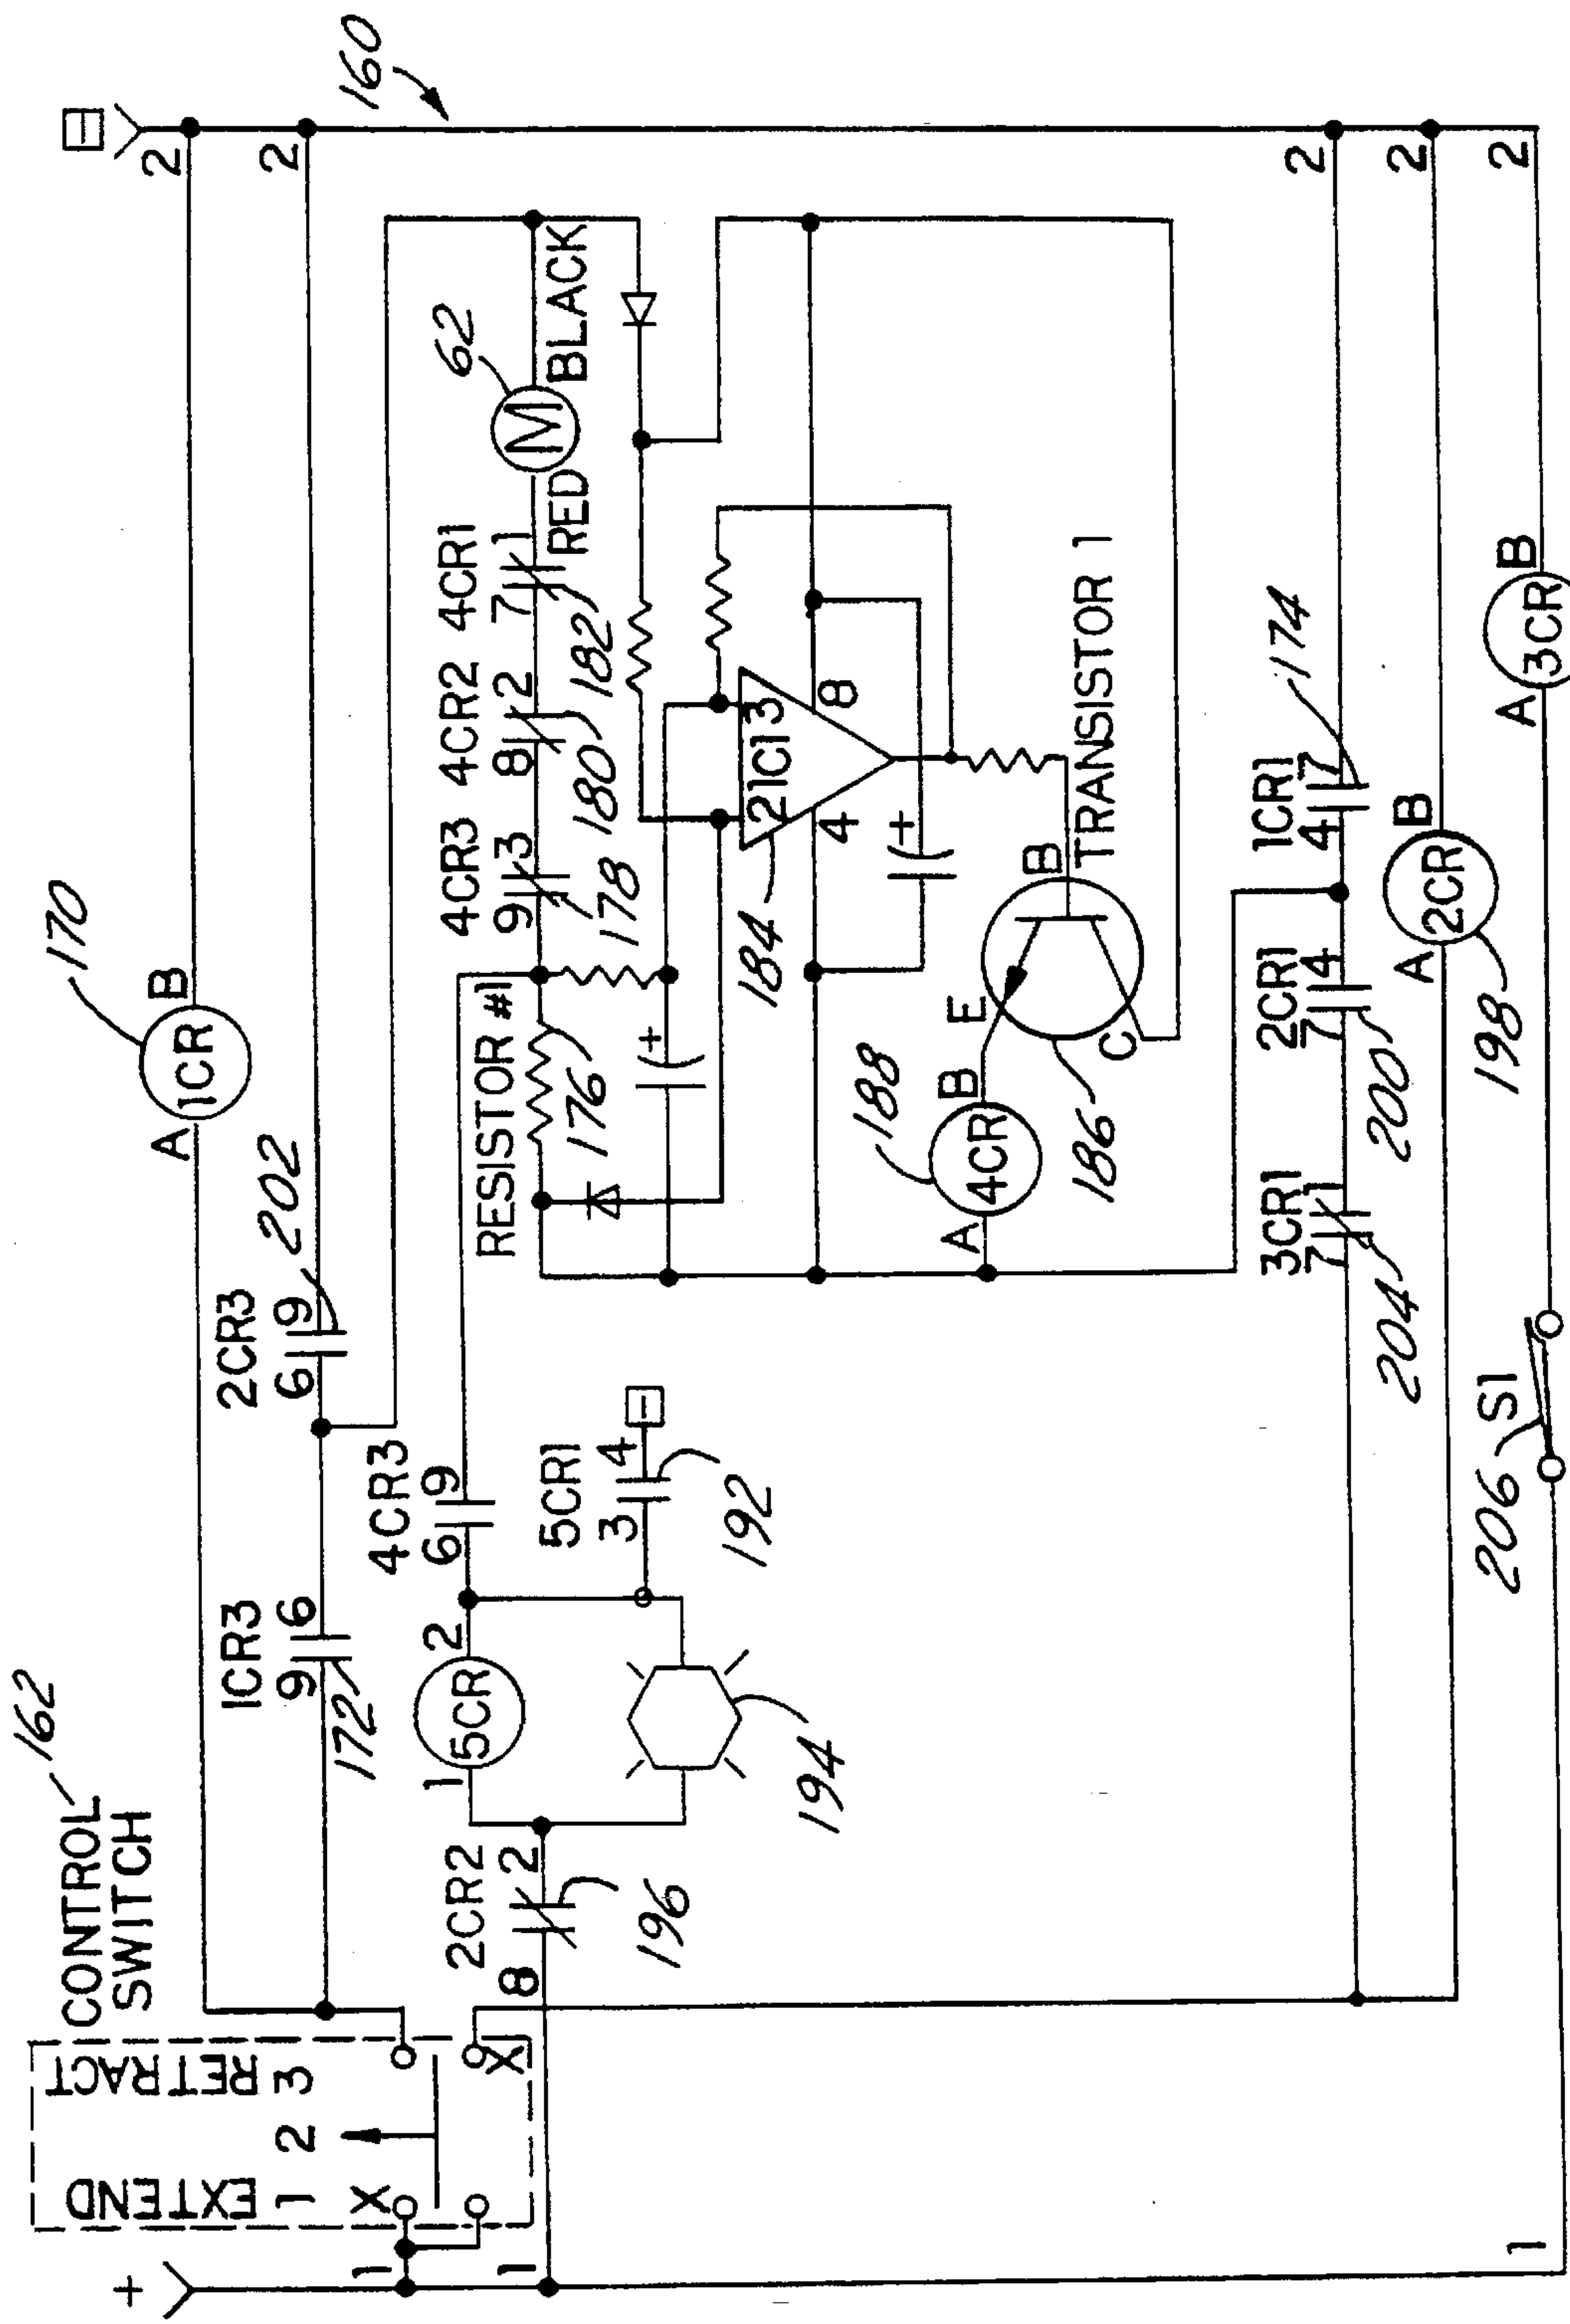 CONTROL
SWITCH
162
EXTEND
RETRACT
1 2 3
X
X
+
1
1
1
170
A 1CR B
2
160
1CR3
9 6
172
2CR3
6 9
202
2
2CR2
8 2
196
1 5CR 2
194
4CR3
6 9
5CR1
3 4
192
RESISTOR #1
176
+
178
4CR3
9 3
4CR2
8 2
180
4CR1
7 1
182
62
RED M BLACK
184
2 1C1 3
4 8
+
188
A 4CR B
E B
C
186
TRANSISTOR 1
3CR1
7 1
204
2CR1
7 4
200
1CR1
4 7
174
2
A 2CR B
198
2
206 S1
A 3CR B
2